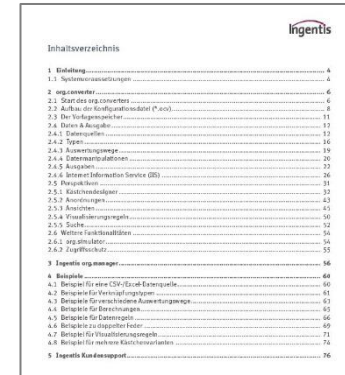 Ingentis
Inhaltsverzeichnis
1 Einleitung 4
1.1 Systemvoraussetzungen 4
2 org.converter 6
2.1 Start des org.converters 6
2.2 Aufbau der Konfigurationsdatei (*.ocv) 8
2.3 Der Vorlagenspeicher 11
2.4 Daten & Ausgabe 12
2.4.1 Datenquellen 12
2.4.2 Typen 16
2.4.3 Auswertungswege 19
2.4.4 Datenmanipulationen 20
2.4.5 Ausgaben 22
2.4.6 Internet Information Service (IIS) 26
2.5 Perspektiven 31
2.5.1 Kästchendesigner 32
2.5.2 Anordnungen 43
2.5.3 Ansichten 45
2.5.4 Visualisierungsregeln 50
2.5.5 Suche 52
2.6 Weitere Funktionalitäten 54
2.6.1 org.simulator 54
2.6.2 Zugriffsschutz 55
3 Ingentis org.manager 56
4 Beispiele 60
4.1 Beispiel für eine CSV-/Excel-Datenquelle 60
4.2 Beispiele für Verknüpfungstypen 61
4.3 Beispiele für verschiedene Auswertungswege 63
4.4 Beispiele für Berechnungen 65
4.5 Beispiele für Datenregeln 66
4.6 Beispiele zu doppelter Feder 69
4.7 Beispiel für Visualisierungsregeln 71
4.8 Beispiel für mehrere Kästchenvarianten 74
5 Ingentis Kundensupport 76